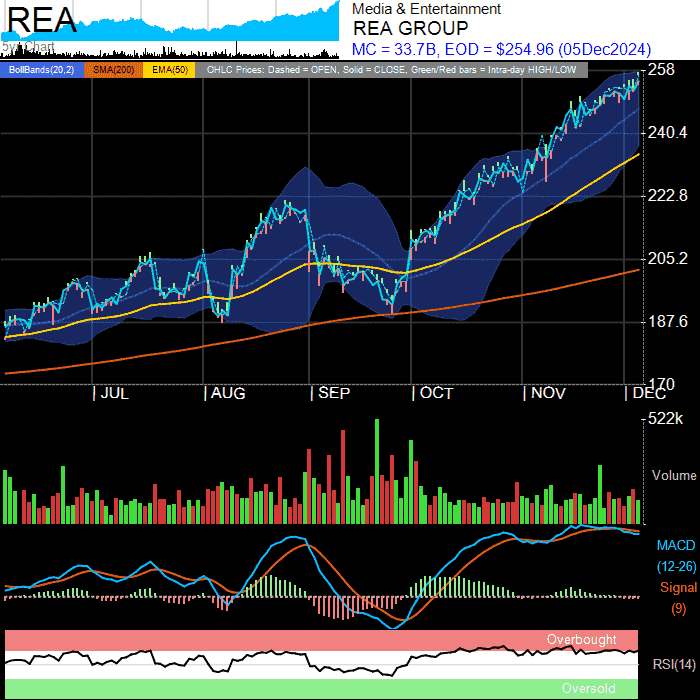 REA
5yr Chart
Media & Entertainment
REA GROUP
MC = 33.7B, EOD = $254.96 (05Dec2024)
BollBands(20,2) SMA(200) EMA(50) OHLC Prices: Dashed = OPEN, Solid = CLOSE, Green/Red bars = Intra-day HIGH/LOW
258
240.4
222.8
205.2
187.6
170
| JUL | AUG | SEP | OCT | NOV | DEC
522k
Volume
MACD
(12-26)
Signal
(9)
Overbought
RSI(14)
Oversold